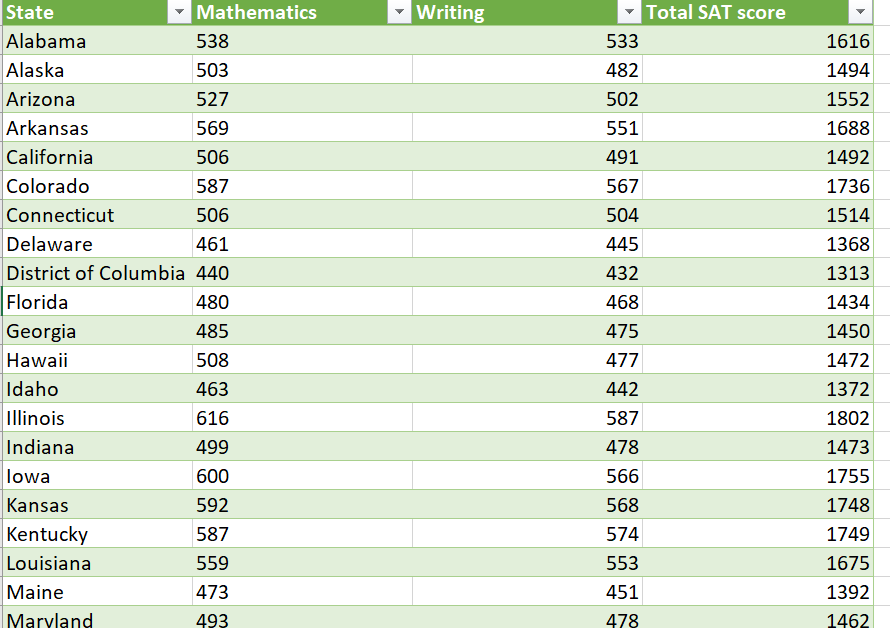 State Mathematics Writing Total SAT score
Alabama 538 533 1616
Alaska 503 482 1494
Arizona 527 502 1552
Arkansas 569 551 1688
California 506 491 1492
Colorado 587 567 1736
Connecticut 506 504 1514
Delaware 461 445 1368
District of Columbia 440 432 1313
Florida 480 468 1434
Georgia 485 475 1450
Hawaii 508 477 1472
Idaho 463 442 1372
Illinois 616 587 1802
Indiana 499 478 1473
Iowa 600 566 1755
Kansas 592 568 1748
Kentucky 587 574 1749
Louisiana 559 553 1675
Maine 473 451 1392
Maryland 493 478 1462